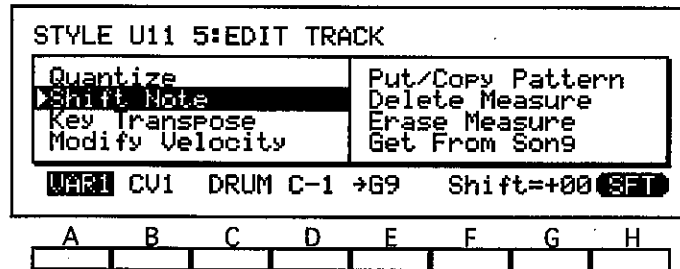 STYLE U11 5:EDIT TRACK
Quantize
Shift Note
Key Transpose
Modify Velocity
Put/Copy Pattern
Delete Measure
Erase Measure
Get From Song
VAR1 CV1 DRUM C-1 →G9 Shift=+00 SFT
A B C D E F G H